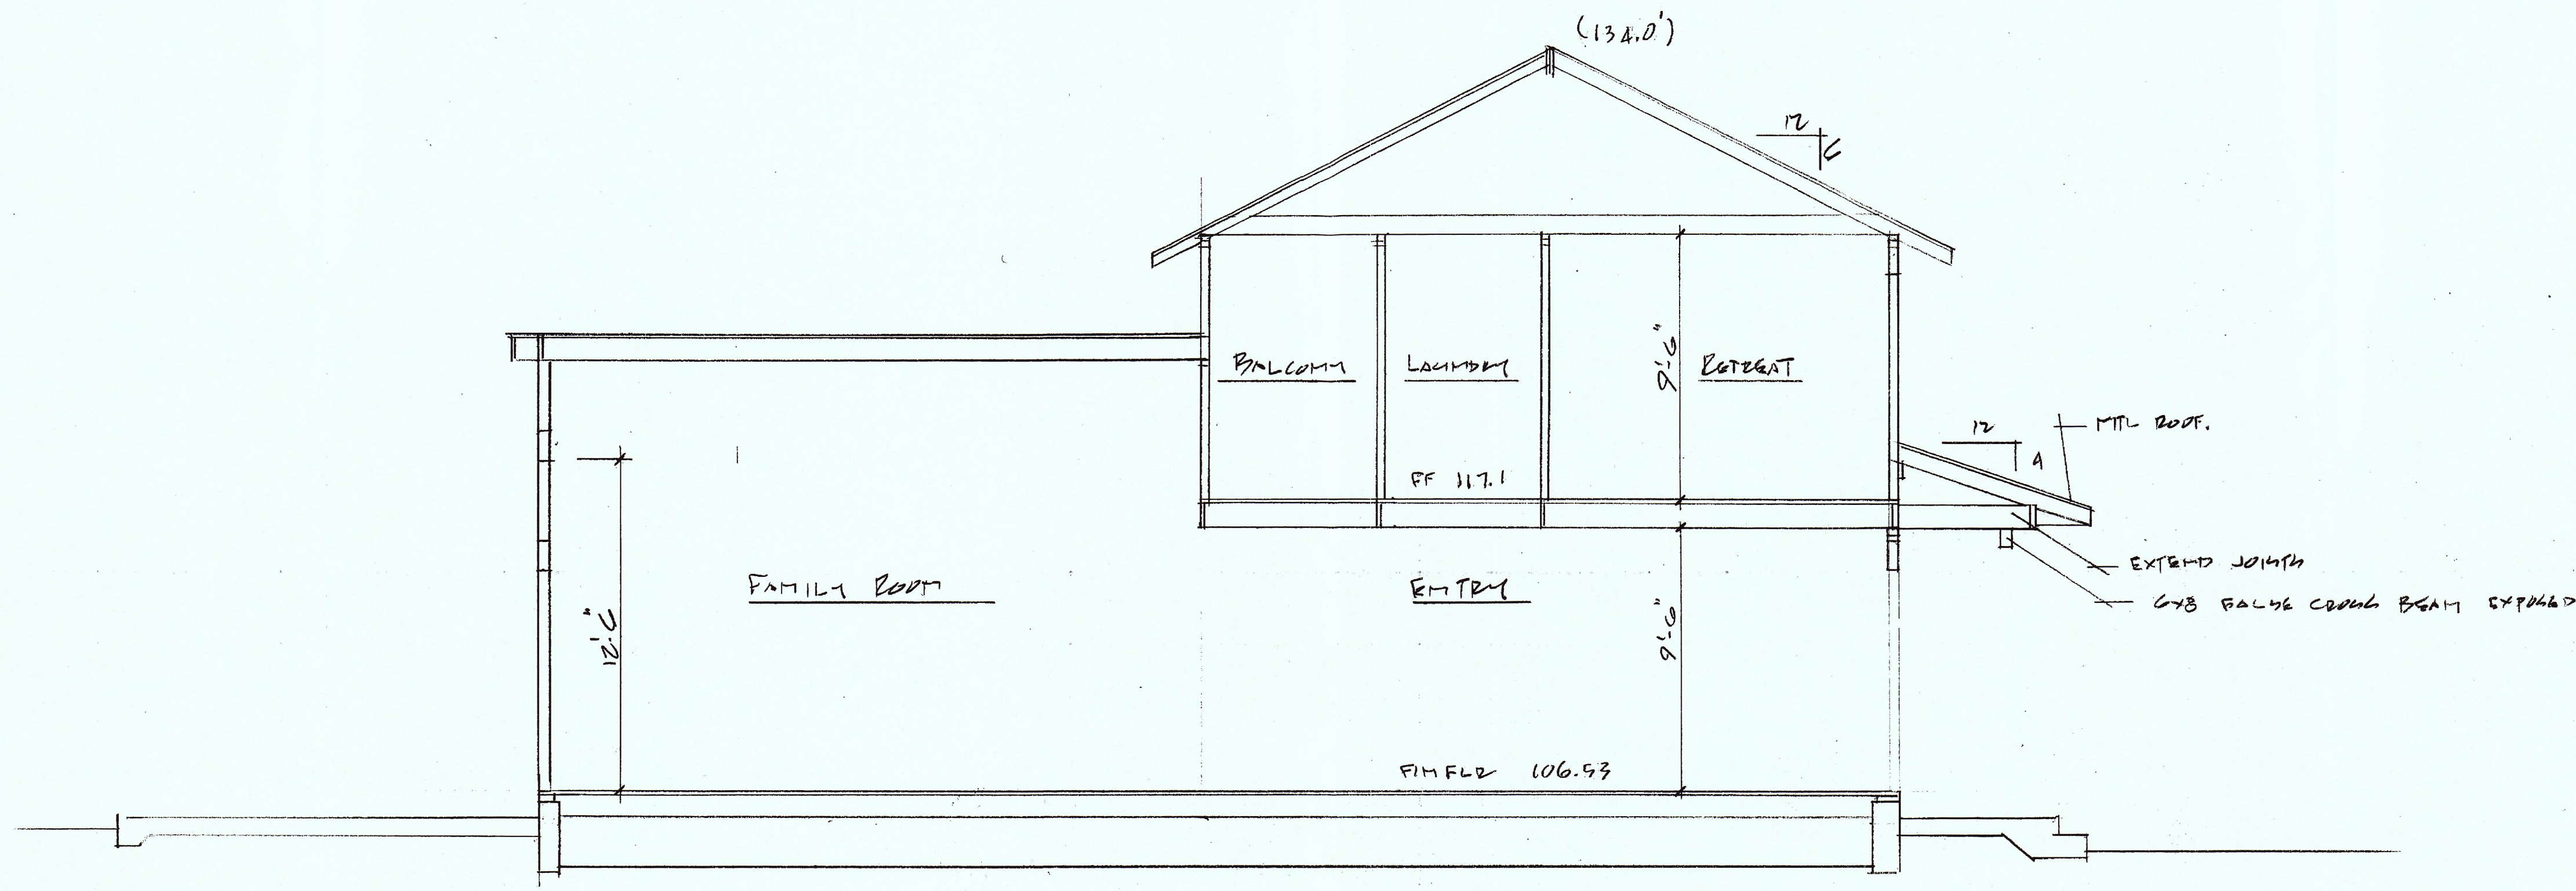 (134.0')
12
6
BALCONY
LAUNDRY
9'-6"
RETREAT
12
4
MTL ROOF.
FF 117.1
EXTEND JOISTS
6x8 FALSE CROSS BEAM EXPOSED
FAMILY ROOM
ENTRY
12'-0"
9'-6"
FIN FLR 106.53